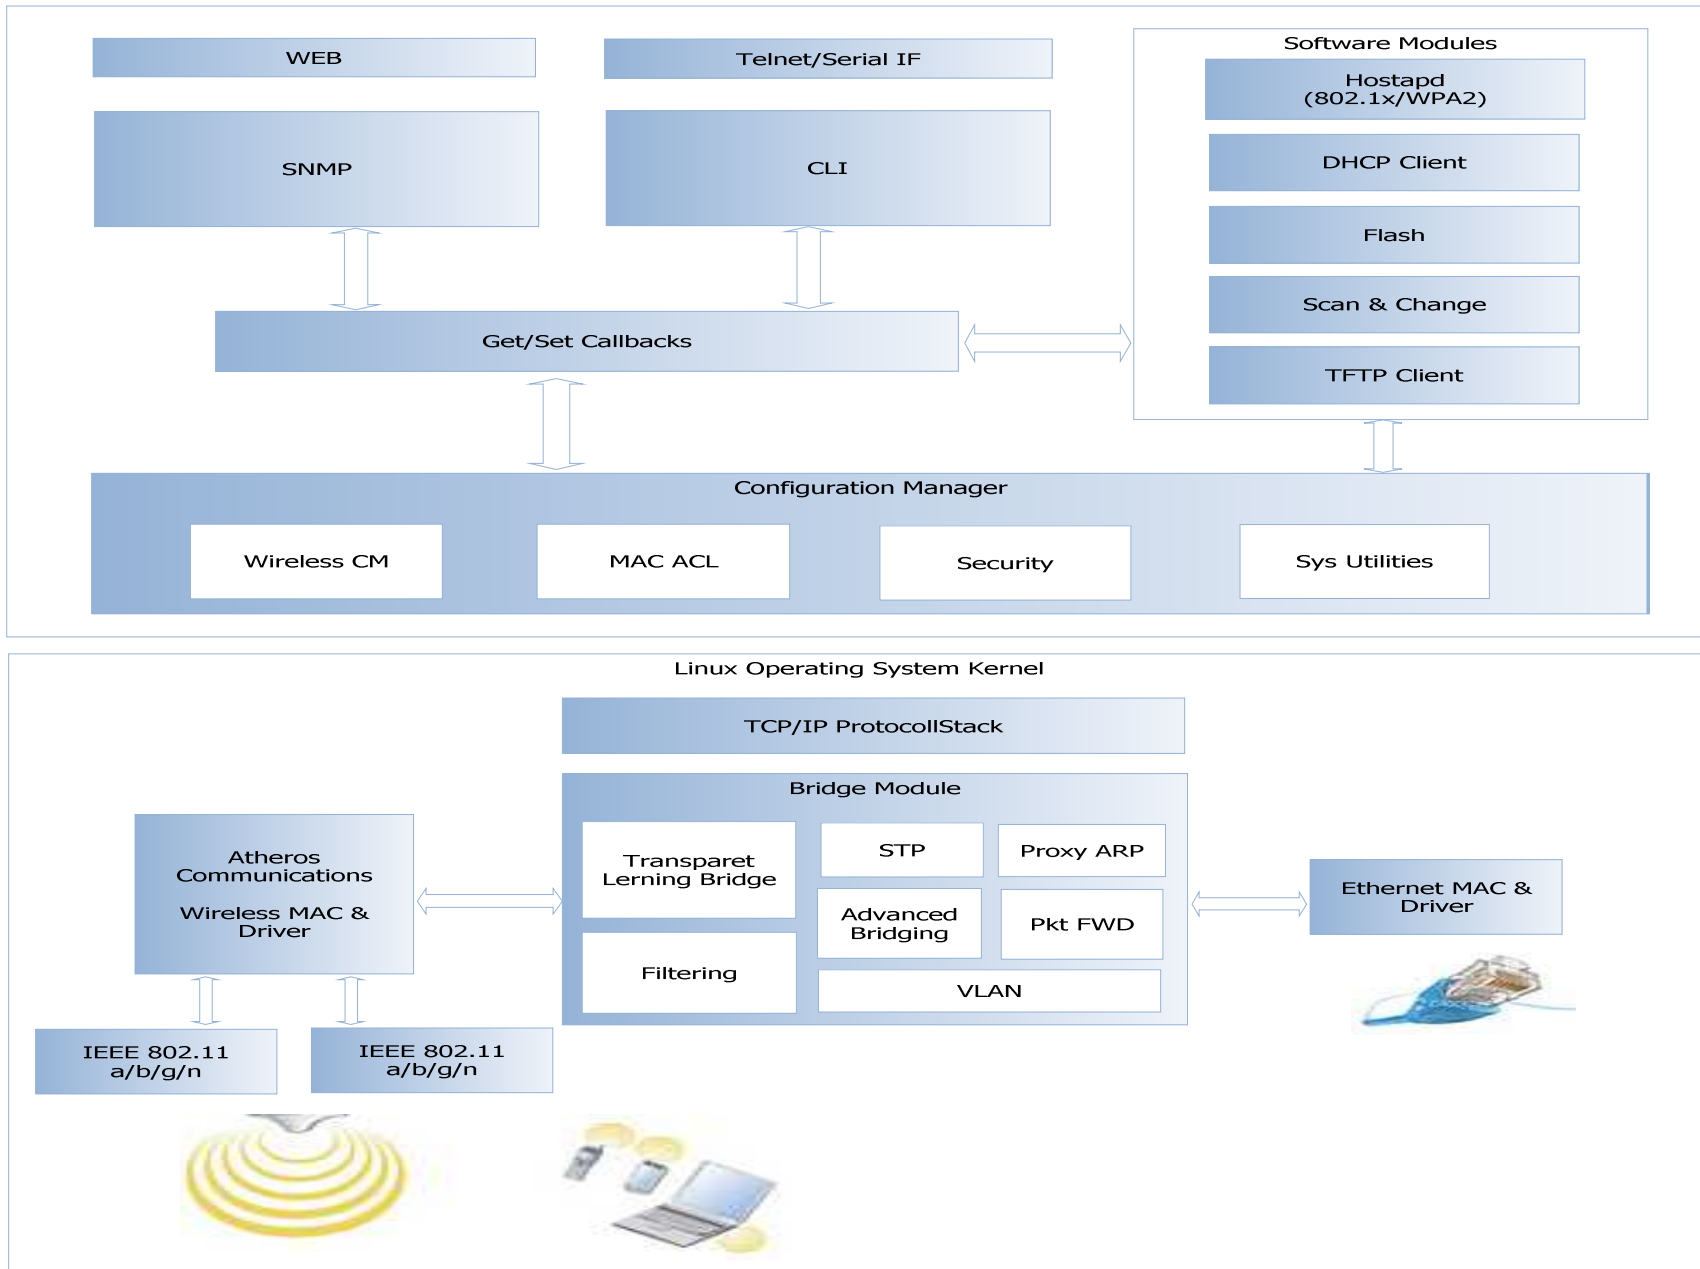 WEB
Telnet/Serial IF
SNMP
CLI
Software Modules
Hostapd
(802.1x/WPA2)
DHCP Client
Flash
Scan & Change
TFTP Client
Get/Set Callbacks
Configuration Manager
Wireless CM
MAC ACL
Security
Sys Utilities
Linux Operating System Kernel
TCP/IP ProtocollStack
Bridge Module
Transparet
Lerning Bridge
STP
Proxy ARP
Advanced
Bridging
Pkt FWD
Filtering
VLAN
Atheros
Communications
Wireless MAC &
Driver
Ethernet MAC &
Driver
IEEE 802.11
a/b/g/n
IEEE 802.11
a/b/g/n